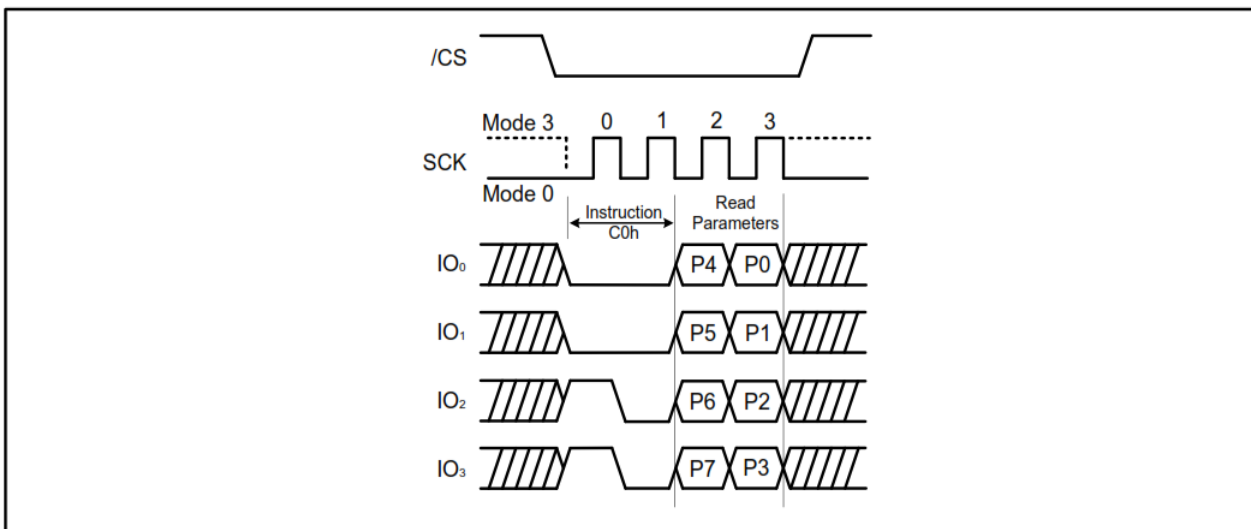 /CS
Mode 3 0 1 2 3
SCK
Mode 0
Instruction
C0h
Read
Parameters
IO₀ P4 P0
IO₁ P5 P1
IO₂ P6 P2
IO₃ P7 P3